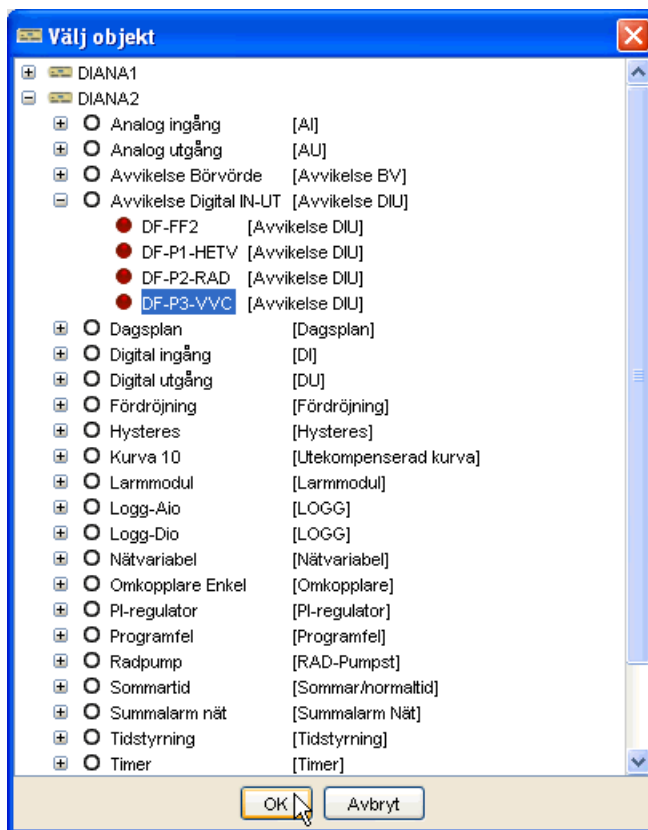 Välj objekt
DIANA1
DIANA2
Analog ingång [AI]
Analog utgång [AU]
Avvikelse Börvörde [Avvikelse BV]
Avvikelse Digital IN-UT [Avvikelse DIU]
DF-FF2 [Avvikelse DIU]
DF-P1-HETV [Avvikelse DIU]
DF-P2-RAD [Avvikelse DIU]
DF-P3-VVC [Avvikelse DIU]
Dagsplan [Dagsplan]
Digital ingång [DI]
Digital utgång [DU]
Fördröjning [Fördröjning]
Hysteres [Hysteres]
Kurva 10 [Utekompenserad kurva]
Larmmodul [Larmmodul]
Logg-Aio [LOGG]
Logg-Dio [LOGG]
Nätvariabel [Nätvariabel]
Omkopplare Enkel [Omkopplare]
PI-regulator [PI-regulator]
Programfel [Programfel]
Radpump [RAD-Pumpst]
Sommartid [Sommar/normaltid]
Summalarm nät [Summalarm Nät]
Tidstyrning [Tidstyrning]
Timer [Timer]
OK Avbryt